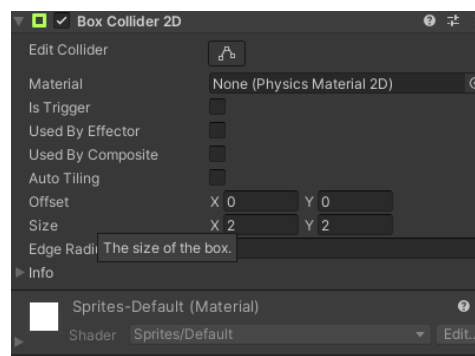 Box Collider 2D
Edit Collider
Material None (Physics Material 2D)
Is Trigger
Used By Effector
Used By Composite
Auto Tiling
Offset X 0 Y 0
Size X 2 Y 2
Edge Radi
The size of the box.
Info
Sprites-Default (Material)
Shader Sprites/Default Edit...